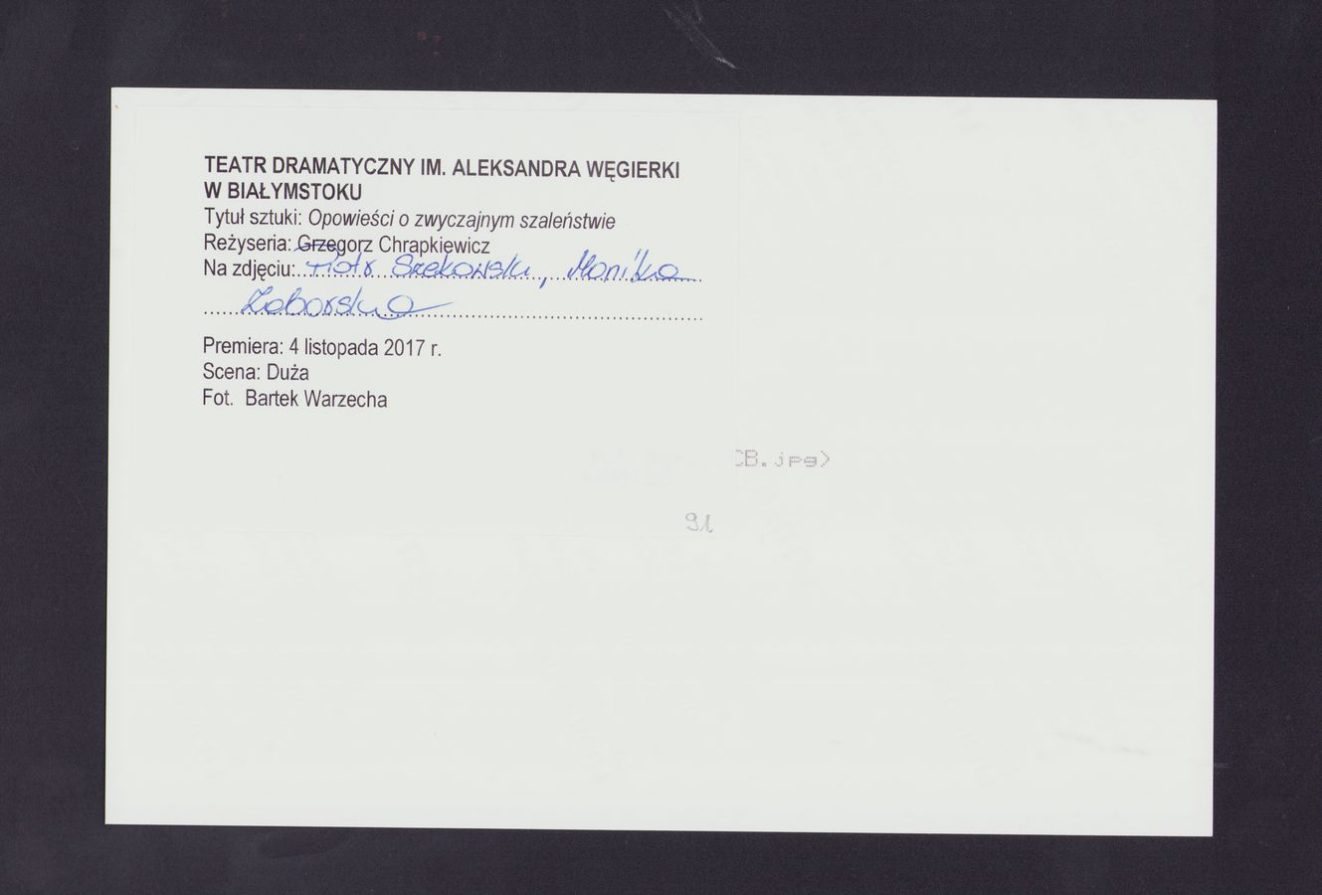 TEATR DRAMATYCZNY IM. ALEKSANDRA WĘGIERKI
W BIAŁYMSTOKU
Tytuł sztuki: Opowieści o zwyczajnym szaleństwie
Reżyseria: Grzegorz Chrapkiewicz
Na zdjęciu: Piotr Szekowski, Monika
Zaborska
Premiera: 4 listopada 2017 r.
Scena: Duża
Fot. Bartek Warzecha
CB.jpg>
91